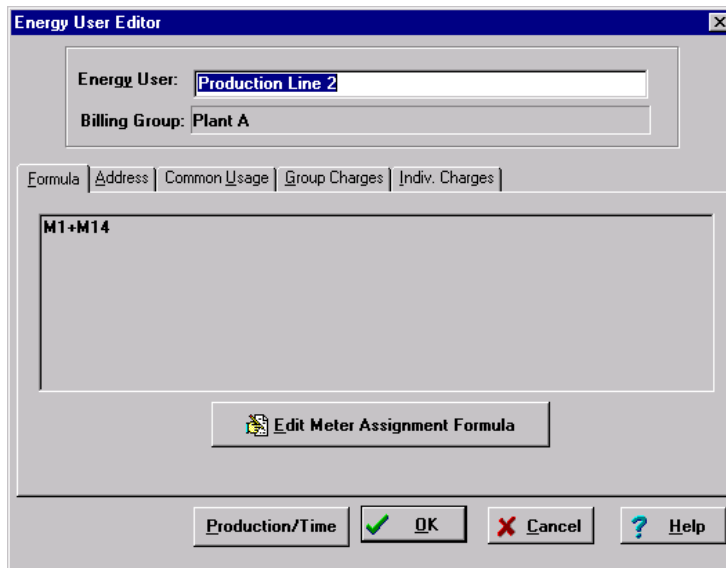 Energy User Editor
Energy User: Production Line 2
Billing Group: Plant A
Formula Address Common Usage Group Charges Indiv. Charges
M1+M14
Edit Meter Assignment Formula
Production/Time OK Cancel ? Help